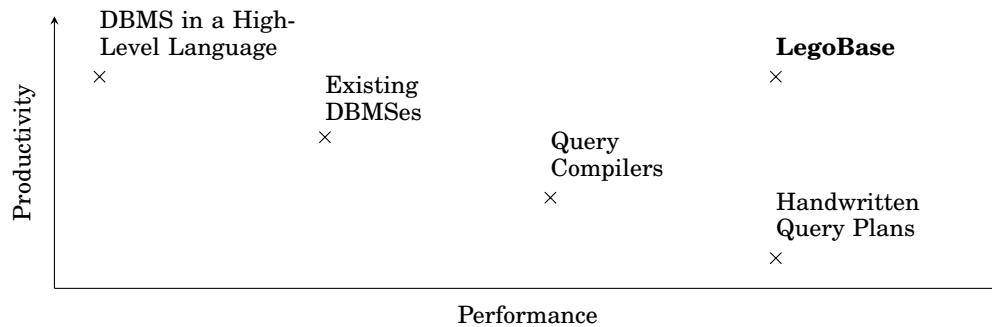 DBMS in a High-
Level Language
LegoBase
Existing
DBMSes
Query
Compilers
Handwritten
Query Plans
Productivity
Performance